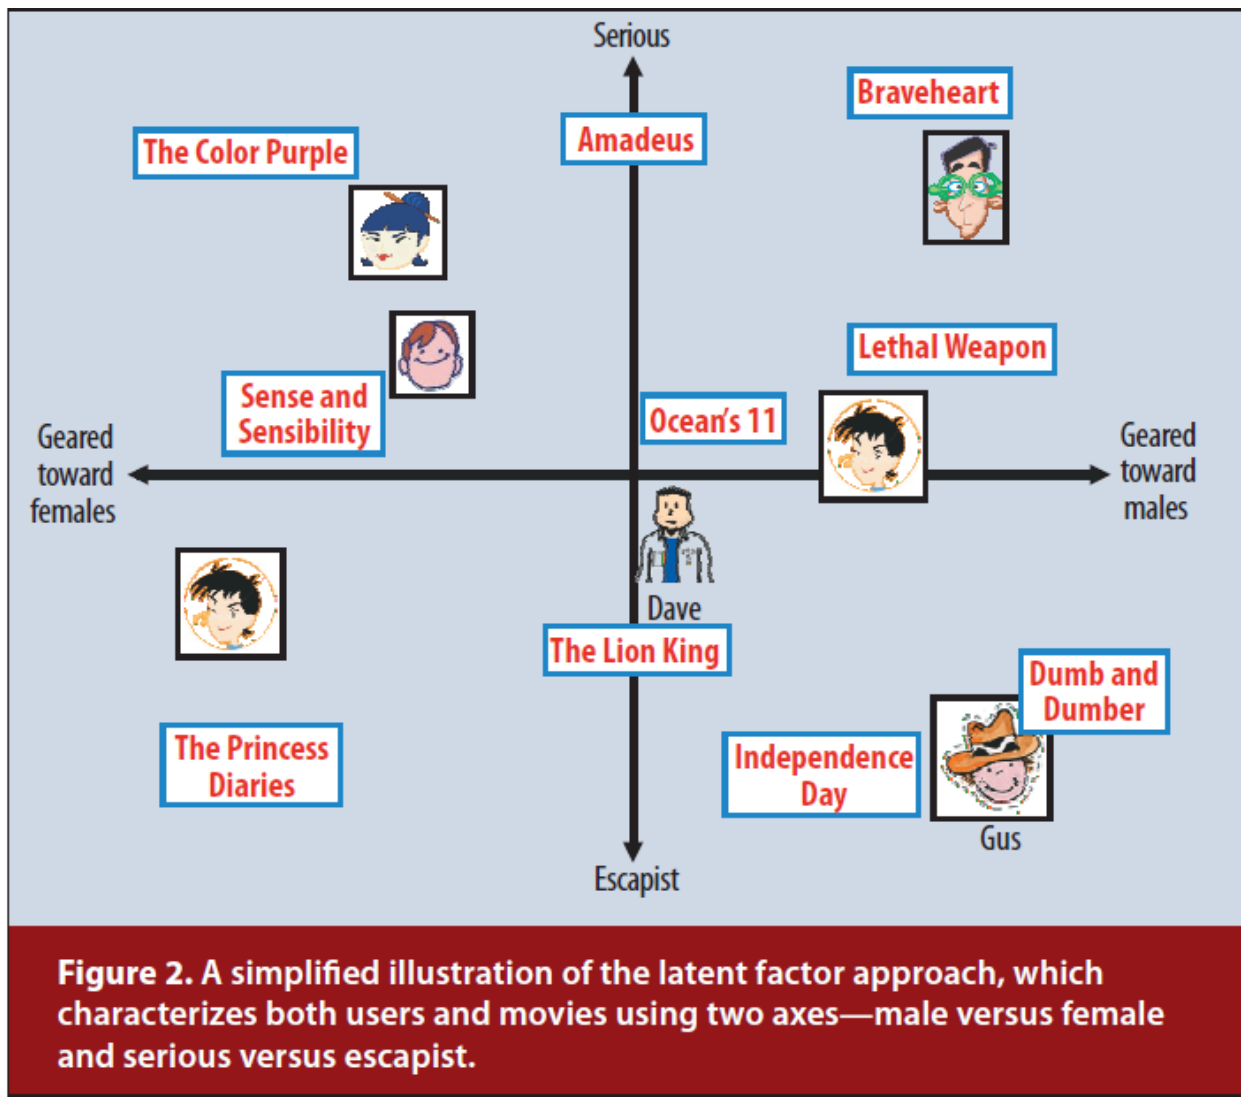 Serious
Braveheart
Amadeus
The Color Purple
Lethal Weapon
Sense and
Sensibility
Ocean's 11
Geared
toward
females
Geared
toward
males
Dave
The Lion King
Dumb and
Dumber
The Princess
Diaries
Independence
Day
Gus
Escapist
Figure 2. A simplified illustration of the latent factor approach, which
characterizes both users and movies using two axes—male versus female
and serious versus escapist.